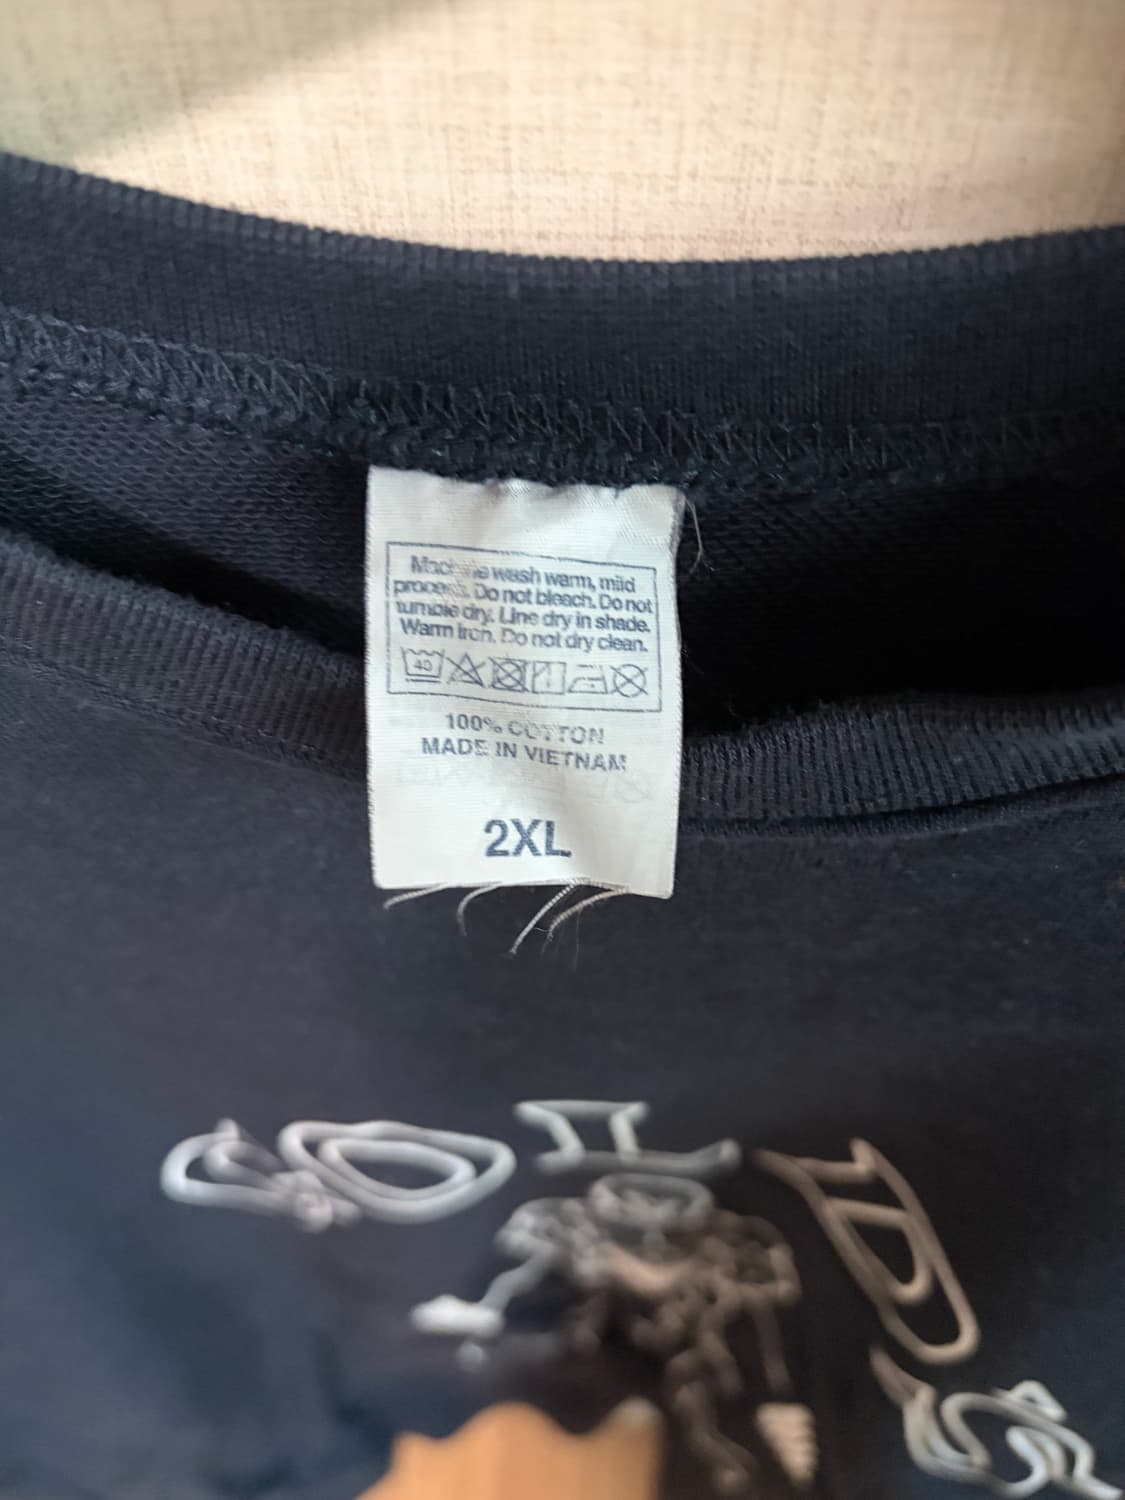 Machine wash warm, mild
process. Do not bleach. Do not
tumble dry. Line dry in shade.
Warm iron. Do not dry clean.
40
100% COTTON
MADE IN VIETNAM
2XL